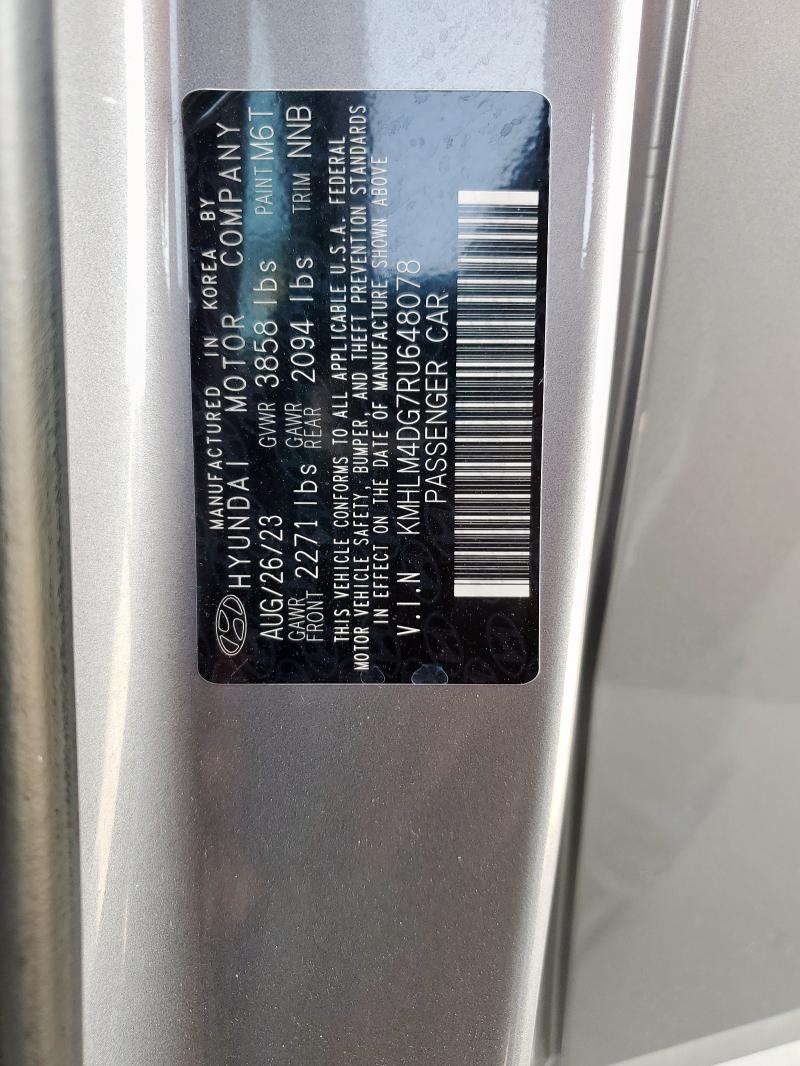 MANUFACTURED IN KOREA BY
HYUNDAI MOTOR COMPANY
AUG/26/23 GVWR 3858 lbs PAINT M6T
GAWR FRONT 2271 lbs GAWR REAR 2094 lbs TRIM NNB
THIS VEHICLE CONFORMS TO ALL APPLICABLE U.S.A. FEDERAL
MOTOR VEHICLE SAFETY, BUMPER, AND THEFT PREVENTION STANDARDS
IN EFFECT ON THE DATE OF MANUFACTURE SHOWN ABOVE
V.I.N KMHLM4DG7RU648078
PASSENGER CAR